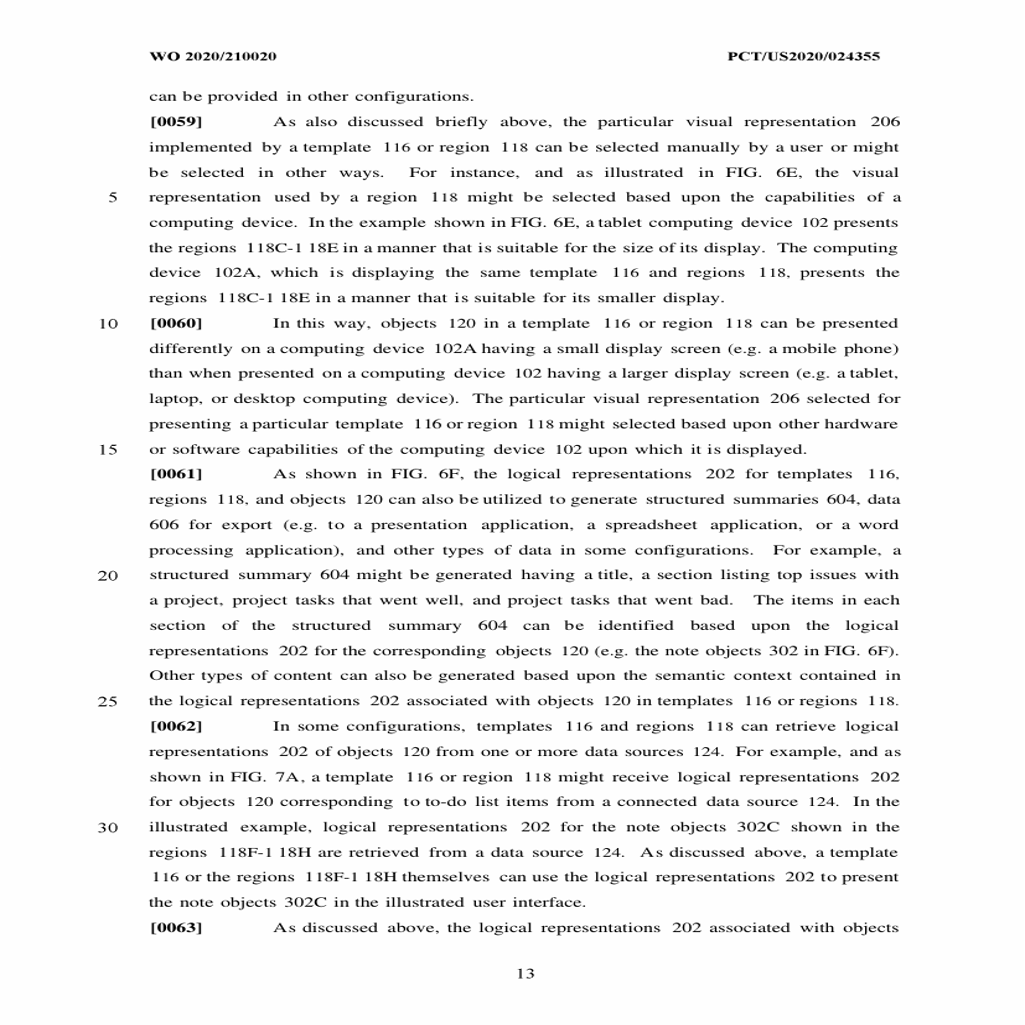 WO 2020/210020 PCT/US2020/024355
can be provided in other configurations.
[0059] As also discussed briefly above, the particular visual representation 206
implemented by a template 116 or region 118 can be selected manually by a user or might
be selected in other ways. For instance, and as illustrated in FIG. 6E, the visual
5 representation used by a region 118 might be selected based upon the capabilities of a
computing device. In the example shown in FIG. 6E, a tablet computing device 102 presents
the regions 118C-1 18E in a manner that is suitable for the size of its display. The computing
device 102A, which is displaying the same template 116 and regions 118, presents the
regions 118C-1 18E in a manner that is suitable for its smaller display.
10 [0060] In this way, objects 120 in a template 116 or region 118 can be presented
differently on a computing device 102A having a small display screen (e.g. a mobile phone)
than when presented on a computing device 102 having a larger display screen (e.g. a tablet,
laptop, or desktop computing device). The particular visual representation 206 selected for
presenting a particular template 116 or region 118 might selected based upon other hardware
15 or software capabilities of the computing device 102 upon which it is displayed.
[0061] As shown in FIG. 6F, the logical representations 202 for templates 116,
regions 118, and objects 120 can also be utilized to generate structured summaries 604, data
606 for export (e.g. to a presentation application, a spreadsheet application, or a word
processing application), and other types of data in some configurations. For example, a
20 structured summary 604 might be generated having a title, a section listing top issues with
a project, project tasks that went well, and project tasks that went bad. The items in each
section of the structured summary 604 can be identified based upon the logical
representations 202 for the corresponding objects 120 (e.g. the note objects 302 in FIG. 6F).
Other types of content can also be generated based upon the semantic context contained in
25 the logical representations 202 associated with objects 120 in templates 116 or regions 118.
[0062] In some configurations, templates 116 and regions 118 can retrieve logical
representations 202 of objects 120 from one or more data sources 124. For example, and as
shown in FIG. 7A, a template 116 or region 118 might receive logical representations 202
for objects 120 corresponding to to-do list items from a connected data source 124. In the
30 illustrated example, logical representations 202 for the note objects 302C shown in the
regions 118F-1 18H are retrieved from a data source 124. As discussed above, a template
116 or the regions 118F-1 18H themselves can use the logical representations 202 to present
the note objects 302C in the illustrated user interface.
[0063] As discussed above, the logical representations 202 associated with objects
13